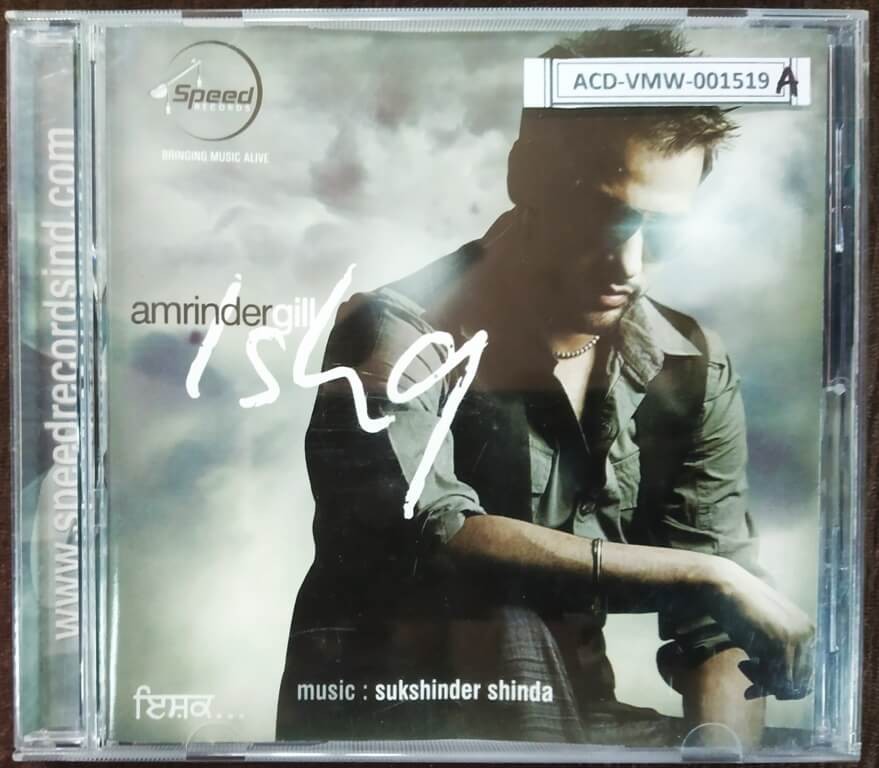 Speed
RECORDS
BRINGING MUSIC ALIVE
ACD-VMW-001519 A
amrindergill
Ishq
ਇਸ਼ਕ...
music : sukshinder shinda
www.speedrecordsind.com